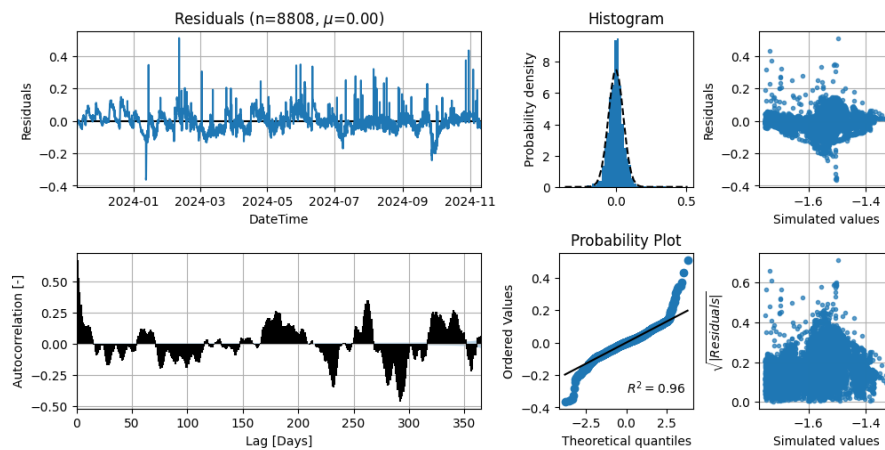 Residuals (n=8808, μ=0.00)
Residuals
0.4
0.2
0.0
−0.2
−0.4
2024-01 2024-03 2024-05 2024-07 2024-09 2024-11
DateTime
Histogram
Probability density
8
6
4
2
0
0.0 0.5
Residuals
0.4
0.2
0.0
−0.2
−0.4
−1.6 −1.4
Simulated values
Autocorrelation [-]
0.50
0.25
0.00
−0.25
−0.50
0 50 100 150 200 250 300 350
Lag [Days]
Probability Plot
Ordered Values
0.4
0.2
0.0
−0.2
−0.4
R² = 0.96
−2.5 0.0 2.5
Theoretical quantiles
√|Residuals|
0.6
0.4
0.2
0.0
−1.6 −1.4
Simulated values